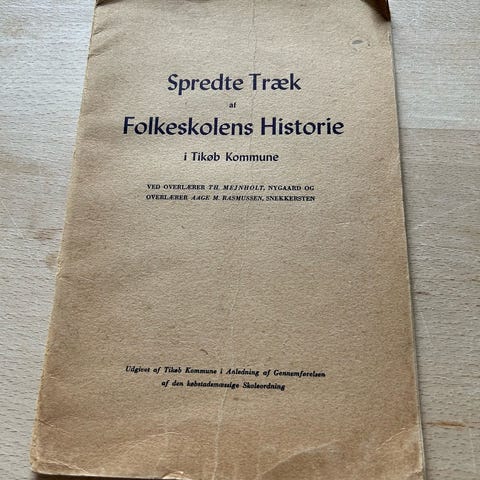 Spredte Træk
af
Folkeskolens Historie
i Tikøb Kommune
VED OVERLÆRER TH. MEJNHOLT, NYGAARD OG
OVERLÆRER AAGE M. RASMUSSEN, SNEKKERSTEN
Udgivet af Tikøb Kommune i Anledning af Gennemførelsen
af den købstadsmæssige Skoleordning